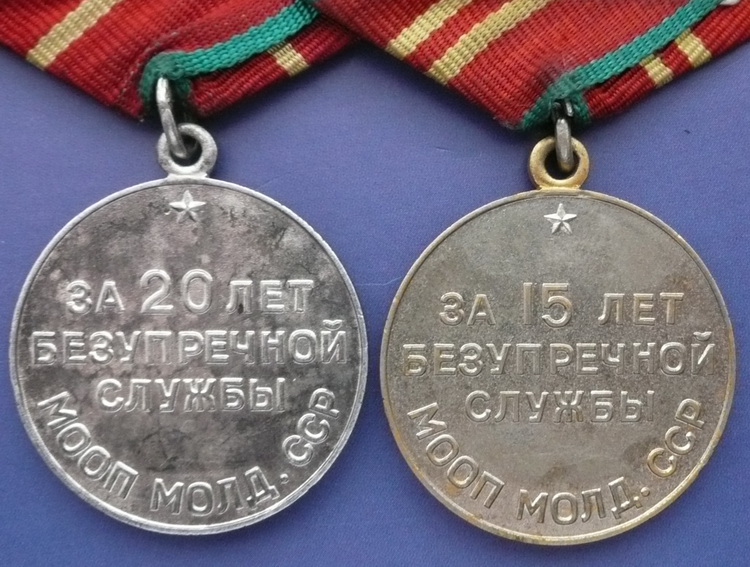 ЗА 20 ЛЕТ
БЕЗУПРЕЧНОЙ
СЛУЖБЫ
МООП МОЛД. ССР
ЗА 15 ЛЕТ
БЕЗУПРЕЧНОЙ
СЛУЖБЫ
МООП МОЛД. ССР